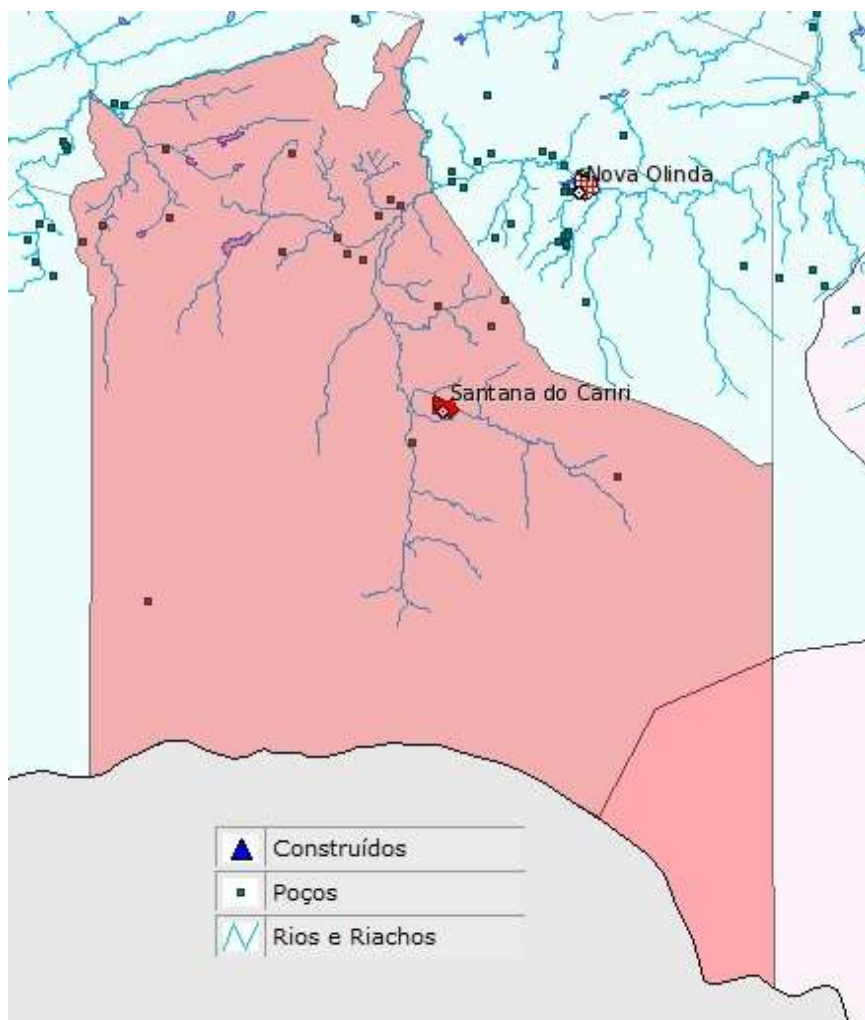 Nova Olinda
Santana do Cariri
Construídos
Poços
Rios e Riachos